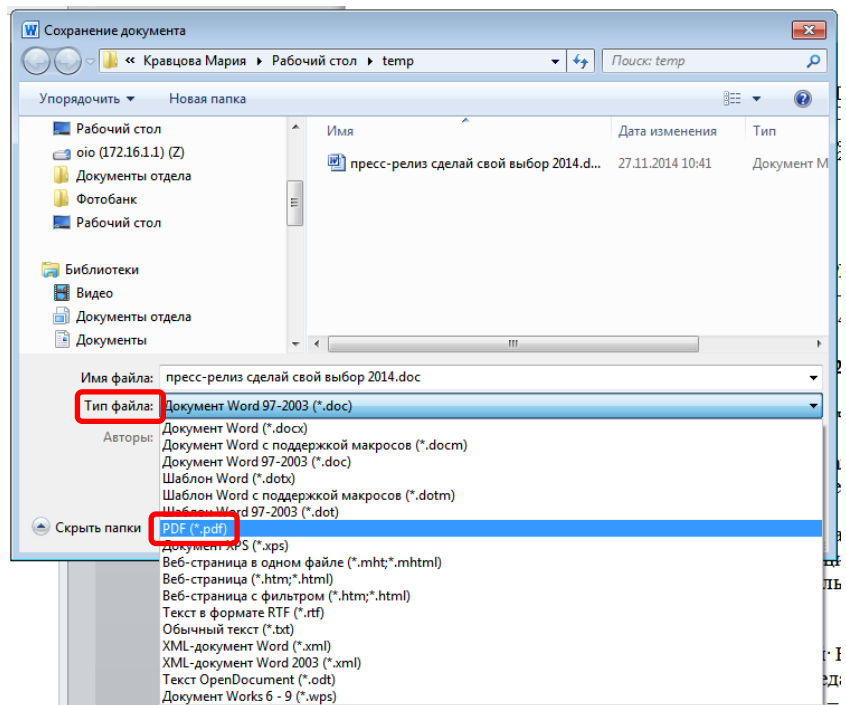 Сохранение документа
« Кравцова Мария Рабочий стол temp
Поиск: temp
Упорядочить Новая папка
Рабочий стол
oio (172.16.1.1) (Z)
Документы отдела
Фотобанк
Рабочий стол
Библиотеки
Видео
Документы отдела
Документы
Имя Дата изменения Тип
пресс-релиз сделай свой выбор 2014.d... 27.11.2014 10:41 Документ M
Имя файла: пресс-релиз сделай свой выбор 2014.doc
Тип файла: Документ Word 97-2003 (*.doc)
Авторы:
Документ Word (*.docx)
Документ Word с поддержкой макросов (*.docm)
Документ Word 97-2003 (*.doc)
Шаблон Word (*.dotx)
Шаблон Word с поддержкой макросов (*.dotm)
Шаблон Word 97-2003 (*.dot)
Скрыть папки
PDF (*.pdf)
Документ XPS (*.xps)
Веб-страница в одном файле (*.mht;*.mhtml)
Веб-страница (*.htm;*.html)
Веб-страница с фильтром (*.htm;*.html)
Текст в формате RTF (*.rtf)
Обычный текст (*.txt)
XML-документ Word (*.xml)
XML-документ Word 2003 (*.xml)
Текст OpenDocument (*.odt)
Документ Works 6 - 9 (*.wps)